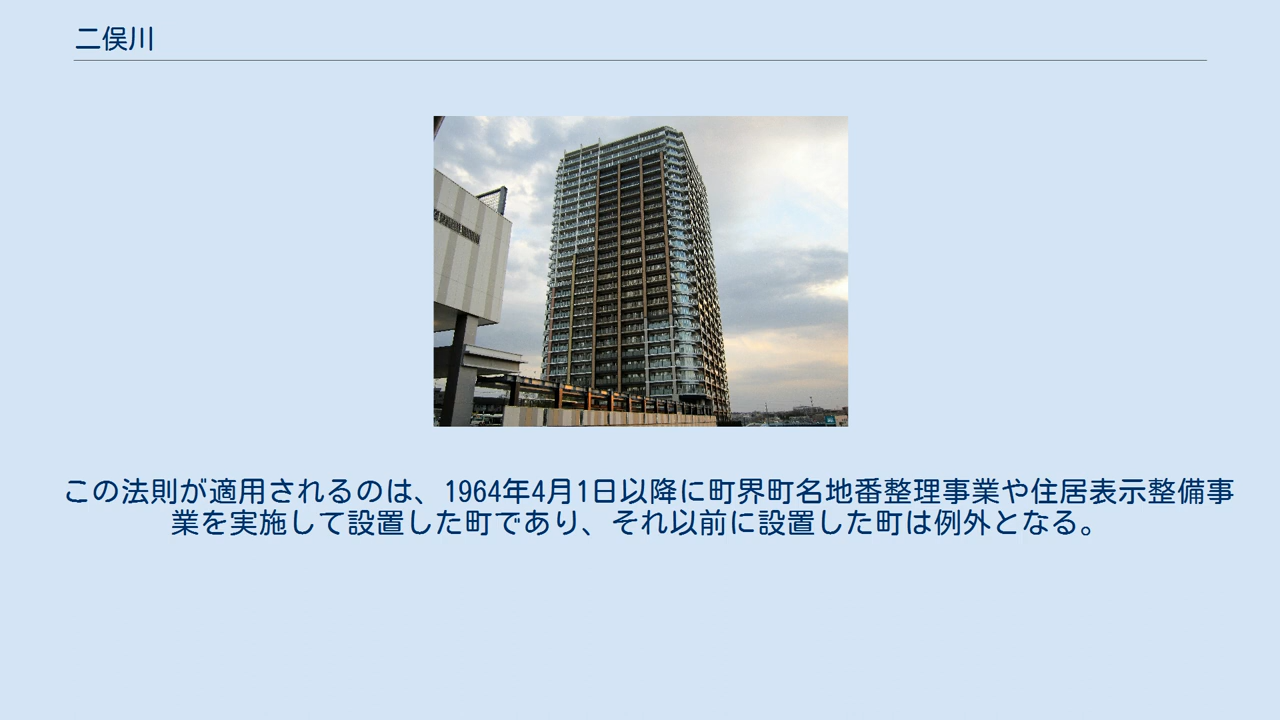 二俣川
この法則が適用されるのは、1964年4月1日以降に町界町名地番整理事業や住居表示整備事
業を実施して設置した町であり、それ以前に設置した町は例外となる。